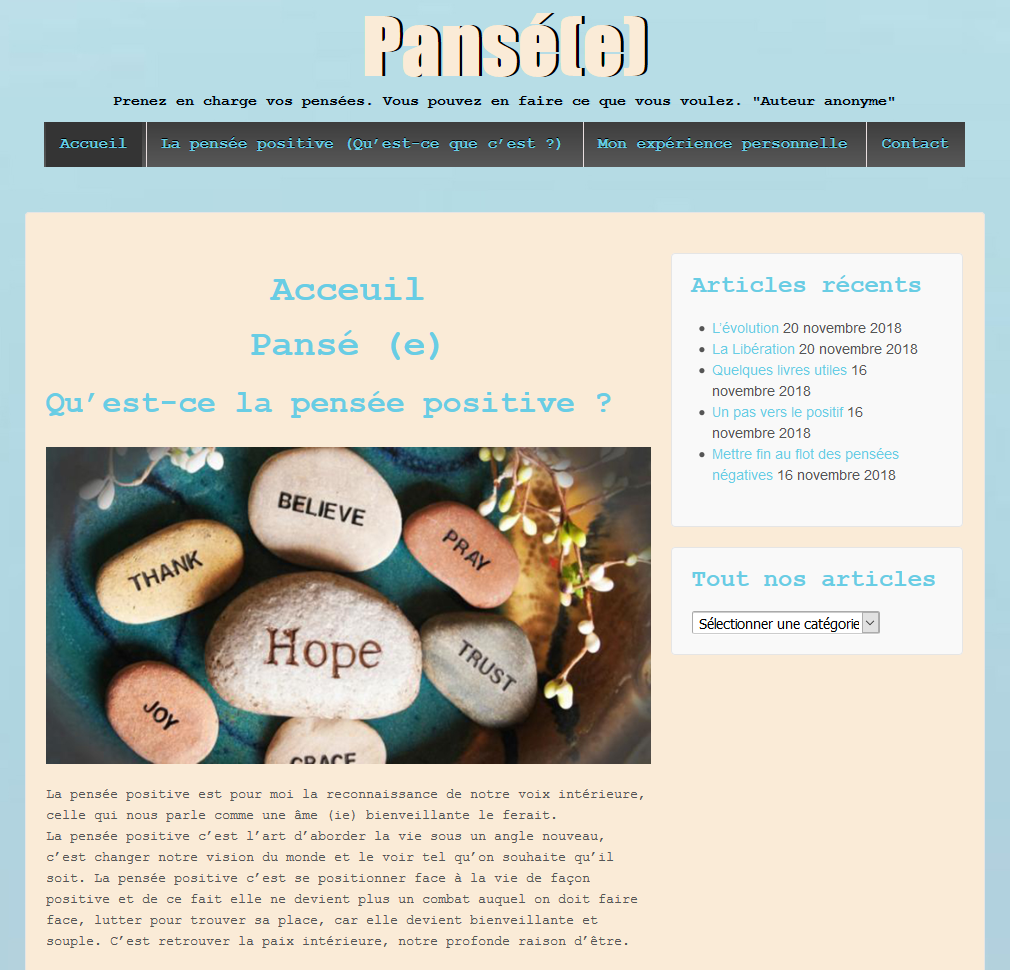 Pansé(e)
Prenez en charge vos pensées. Vous pouvez en faire ce que vous voulez. "Auteur anonyme"
Accueil
La pensée positive (Qu’est-ce que c’est ?)
Mon expérience personnelle
Contact
Acceuil
Pansé (e)
Qu’est-ce la pensée positive ?
BELIEVE
PRAY
THANK
Hope
TRUST
JOY
GRACE
La pensée positive est pour moi la reconnaissance de notre voix intérieure,
celle qui nous parle comme une âme (ie) bienveillante le ferait.
La pensée positive c’est l’art d’aborder la vie sous un angle nouveau,
c’est changer notre vision du monde et le voir tel qu’on souhaite qu’il
soit. La pensée positive c’est se positionner face à la vie de façon
positive et de ce fait elle ne devient plus un combat auquel on doit faire
face, lutter pour trouver sa place, car elle devient bienveillante et
souple. C’est retrouver la paix intérieure, notre profonde raison d’être.
Articles récents
L’évolution 20 novembre 2018
La Libération 20 novembre 2018
Quelques livres utiles 16
novembre 2018
Un pas vers le positif 16
novembre 2018
Mettre fin au flot des pensées
négatives 16 novembre 2018
Tout nos articles
Sélectionner une catégorie